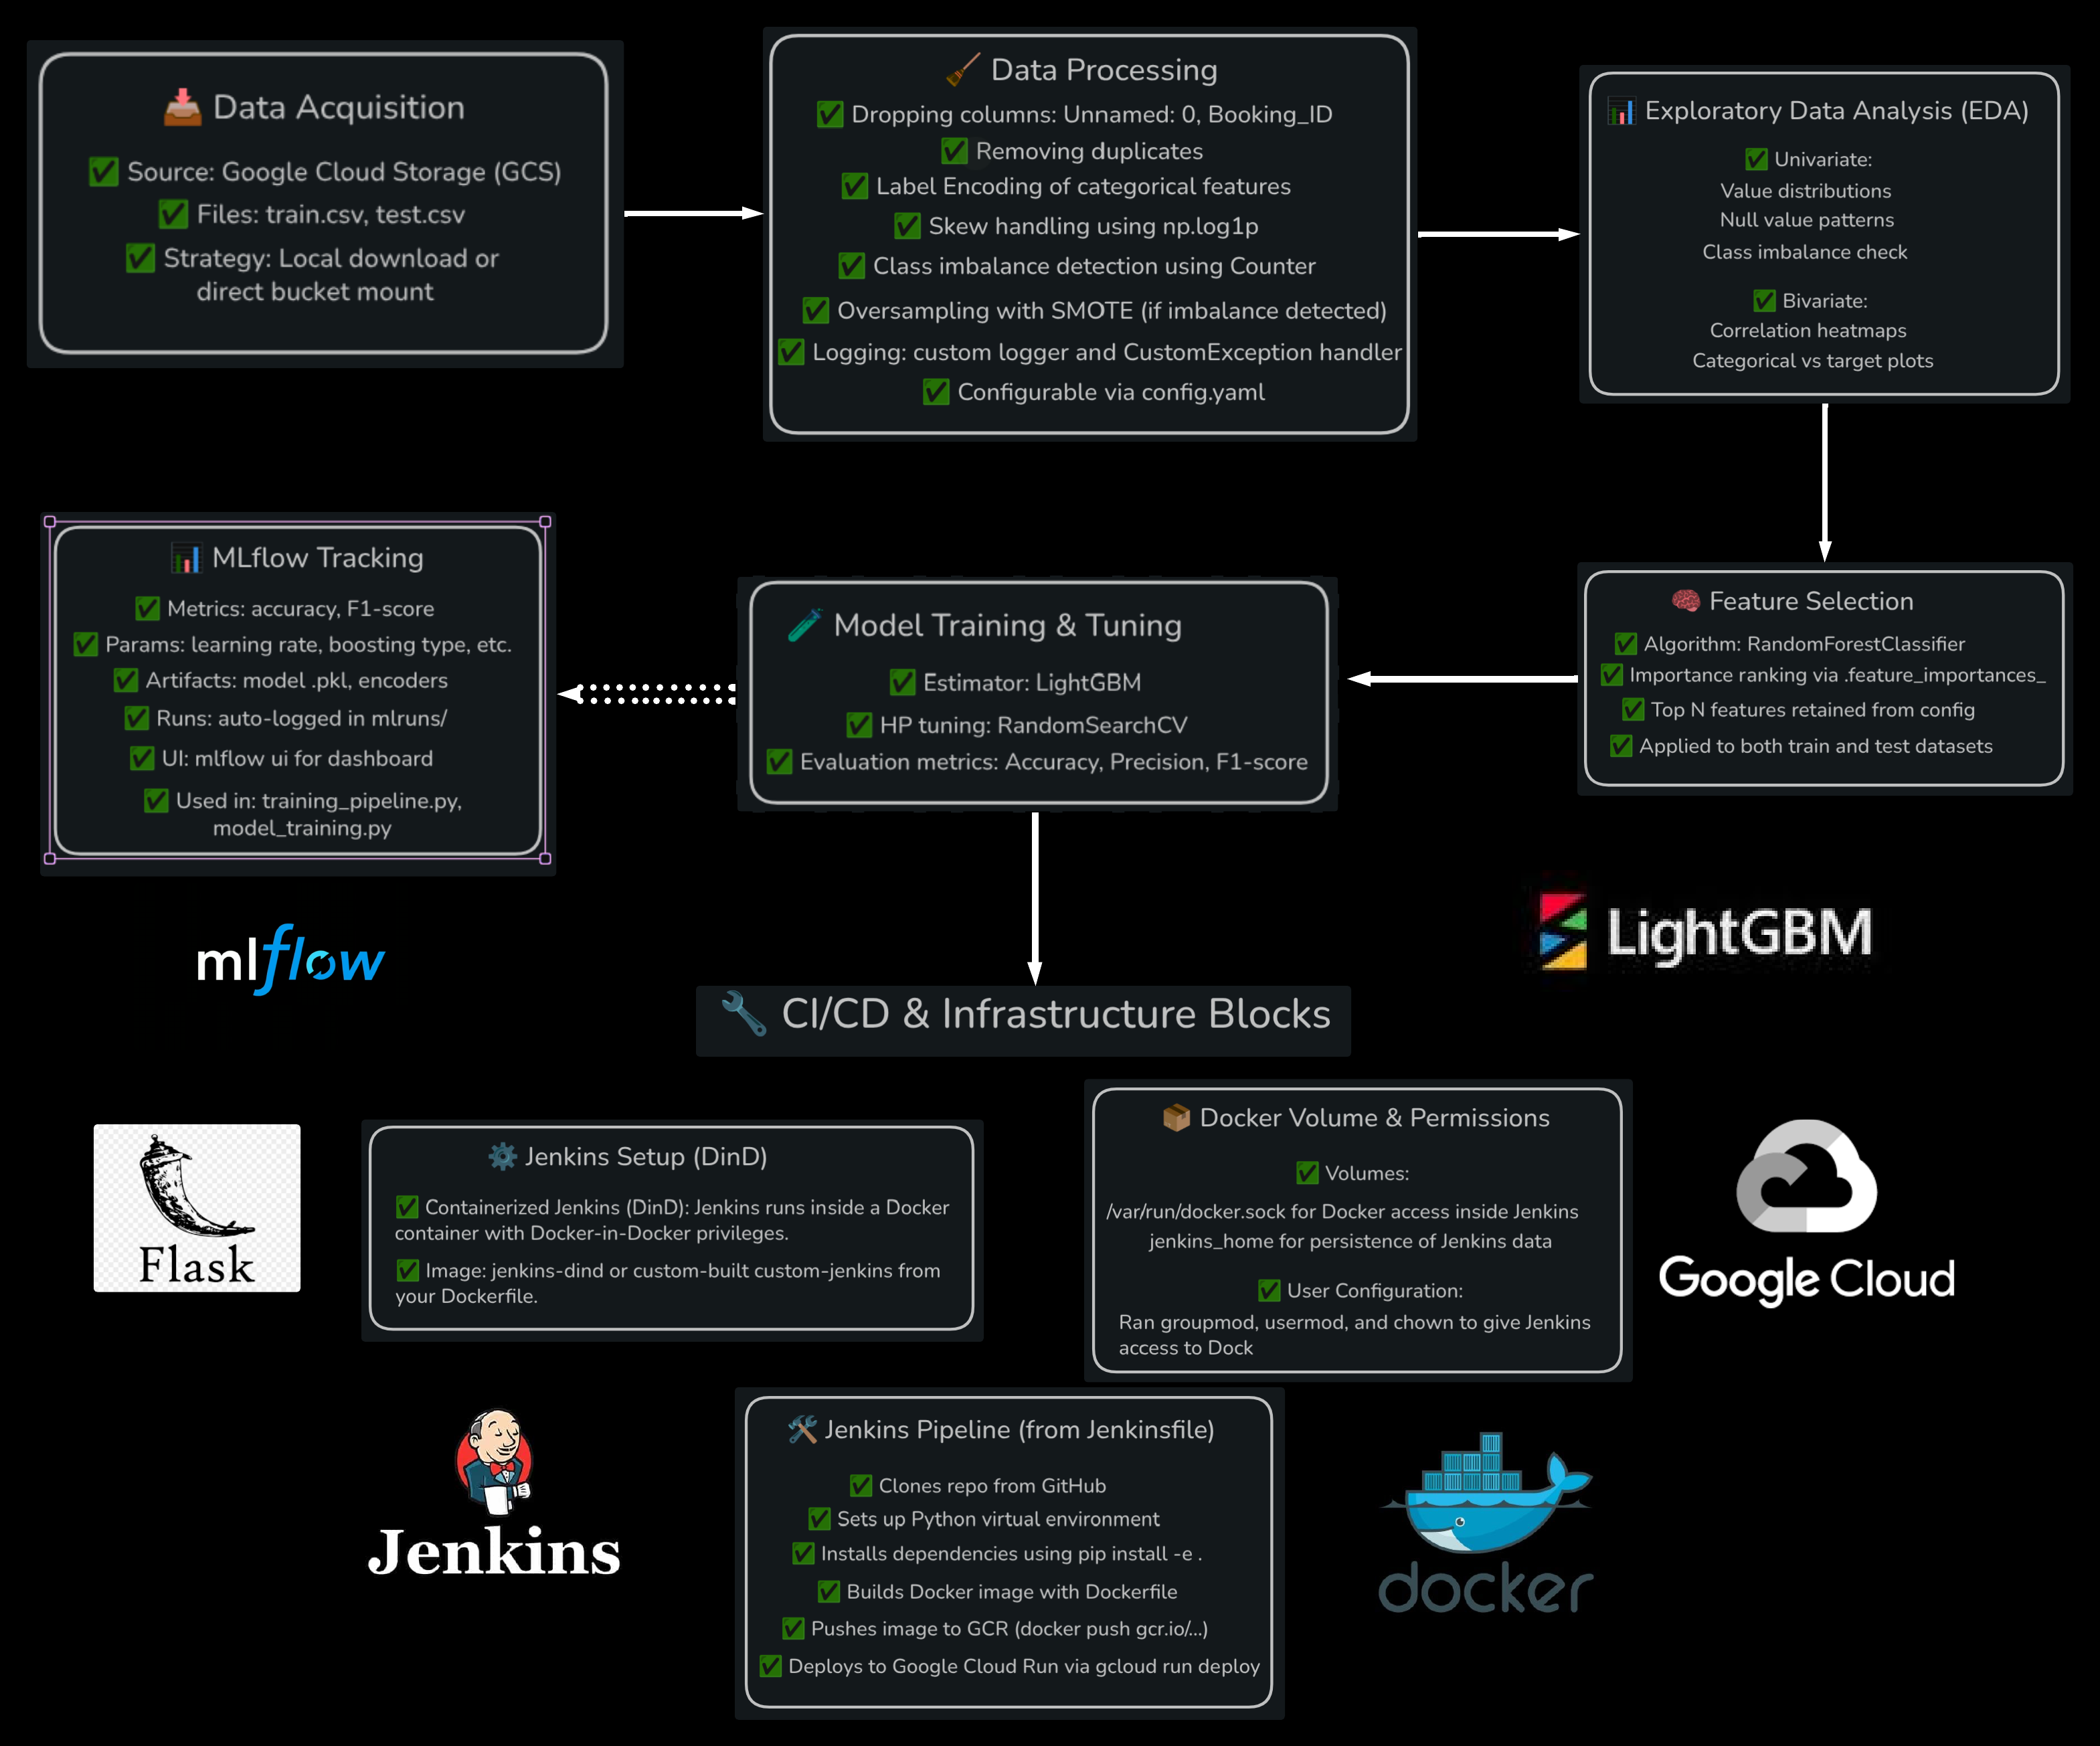 📥 Data Acquisition
✅ Source: Google Cloud Storage (GCS)
✅ Files: train.csv, test.csv
✅ Strategy: Local download or
direct bucket mount
🧹 Data Processing
✅ Dropping columns: Unnamed: 0, Booking_ID
✅ Removing duplicates
✅ Label Encoding of categorical features
✅ Skew handling using np.log1p
✅ Class imbalance detection using Counter
✅ Oversampling with SMOTE (if imbalance detected)
✅ Logging: custom logger and CustomException handler
✅ Configurable via config.yaml
📊 Exploratory Data Analysis (EDA)
✅ Univariate:
Value distributions
Null value patterns
Class imbalance check
✅ Bivariate:
Correlation heatmaps
Categorical vs target plots
📊 MLflow Tracking
✅ Metrics: accuracy, F1-score
✅ Params: learning rate, boosting type, etc.
✅ Artifacts: model .pkl, encoders
✅ Runs: auto-logged in mlruns/
✅ UI: mlflow ui for dashboard
✅ Used in: training_pipeline.py,
model_training.py
🧪 Model Training & Tuning
✅ Estimator: LightGBM
✅ HP tuning: RandomSearchCV
✅ Evaluation metrics: Accuracy, Precision, F1-score
🧠 Feature Selection
✅ Algorithm: RandomForestClassifier
✅ Importance ranking via .feature_importances_
✅ Top N features retained from config
✅ Applied to both train and test datasets
mlflow
LightGBM
🔧 CI/CD & Infrastructure Blocks
Flask
⚙️ Jenkins Setup (DinD)
✅ Containerized Jenkins (DinD): Jenkins runs inside a Docker
container with Docker-in-Docker privileges.
✅ Image: jenkins-dind or custom-built custom-jenkins from
your Dockerfile.
📦 Docker Volume & Permissions
✅ Volumes:
/var/run/docker.sock for Docker access inside Jenkins
jenkins_home for persistence of Jenkins data
✅ User Configuration:
Ran groupmod, usermod, and chown to give Jenkins
access to Dock
Google Cloud
Jenkins
🛠️ Jenkins Pipeline (from Jenkinsfile)
✅ Clones repo from GitHub
✅ Sets up Python virtual environment
✅ Installs dependencies using pip install -e .
✅ Builds Docker image with Dockerfile
✅ Pushes image to GCR (docker push gcr.io/...)
✅ Deploys to Google Cloud Run via gcloud run deploy
docker